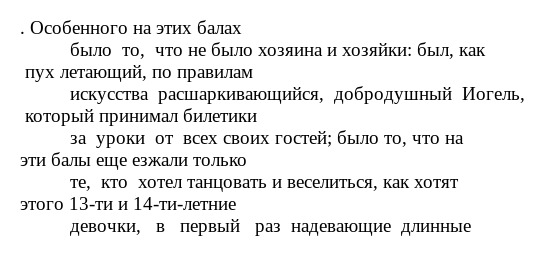 . Особенного на этих балах
было то, что не было хозяина и хозяйки: был, как
пух летающий, по правилам
искусства расшаркивающийся, добродушный Иогель,
который принимал билетики
за уроки от всех своих гостей; было то, что на
эти балы еще езжали только
те, кто хотел танцовать и веселиться, как хотят
этого 13-ти и 14-ти-летние
девочки, в первый раз надевающие длинные